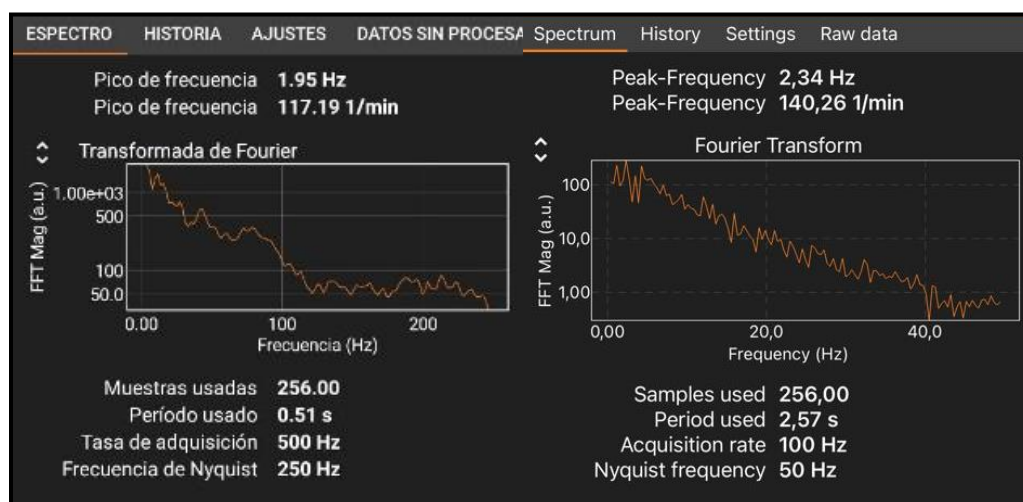 ESPECTRO HISTORIA AJUSTES DATOS SIN PROCESA
Pico de frecuencia 1.95 Hz
Pico de frecuencia 117.19 1/min
Transformada de Fourier
FFT Mag (a.u.)
1.00e+03
500
100
50.0
0.00 100 200
Frecuencia (Hz)
Muestras usadas 256.00
Período usado 0.51 s
Tasa de adquisición 500 Hz
Frecuencia de Nyquist 250 Hz
Spectrum History Settings Raw data
Peak-Frequency 2,34 Hz
Peak-Frequency 140,26 1/min
Fourier Transform
FFT Mag (a.u.)
100
10,0
1,00
0,00 20,0 40,0
Frequency (Hz)
Samples used 256,00
Period used 2,57 s
Acquisition rate 100 Hz
Nyquist frequency 50 Hz